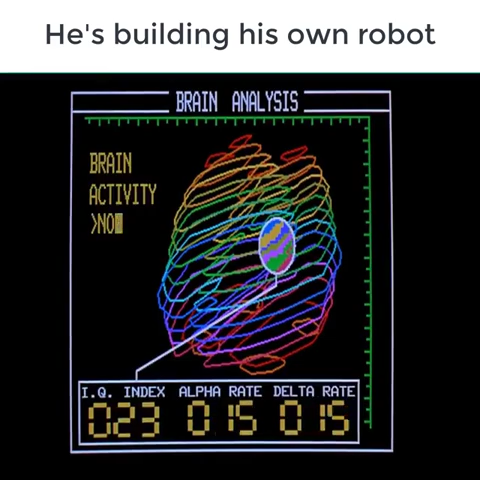 He's building his own robot
BRAIN ANALYSIS
BRAIN
ACTIVITY
>NO
I.Q. INDEX ALPHA RATE DELTA RATE
023 015 015